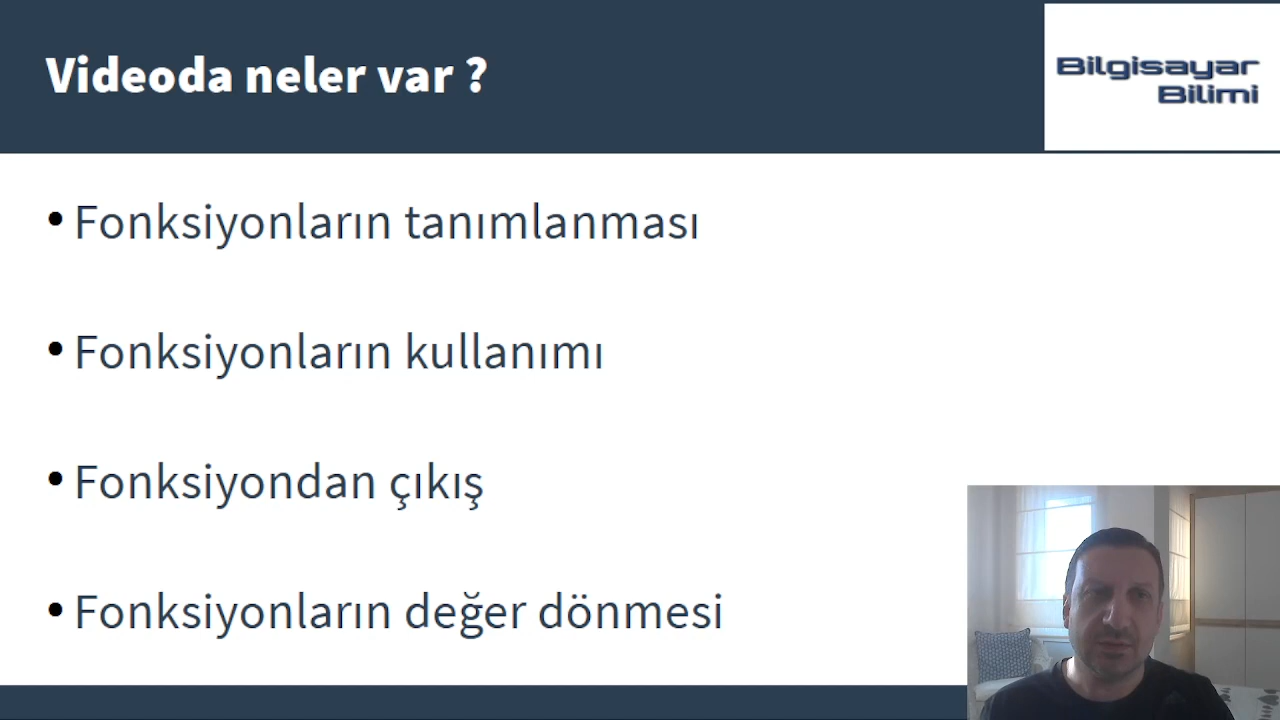 Videoda neler var ?
Bilgisayar
Bilimi
• Fonksiyonların tanımlanması
• Fonksiyonların kullanımı
• Fonksiyondan çıkış
• Fonksiyonların değer dönmesi